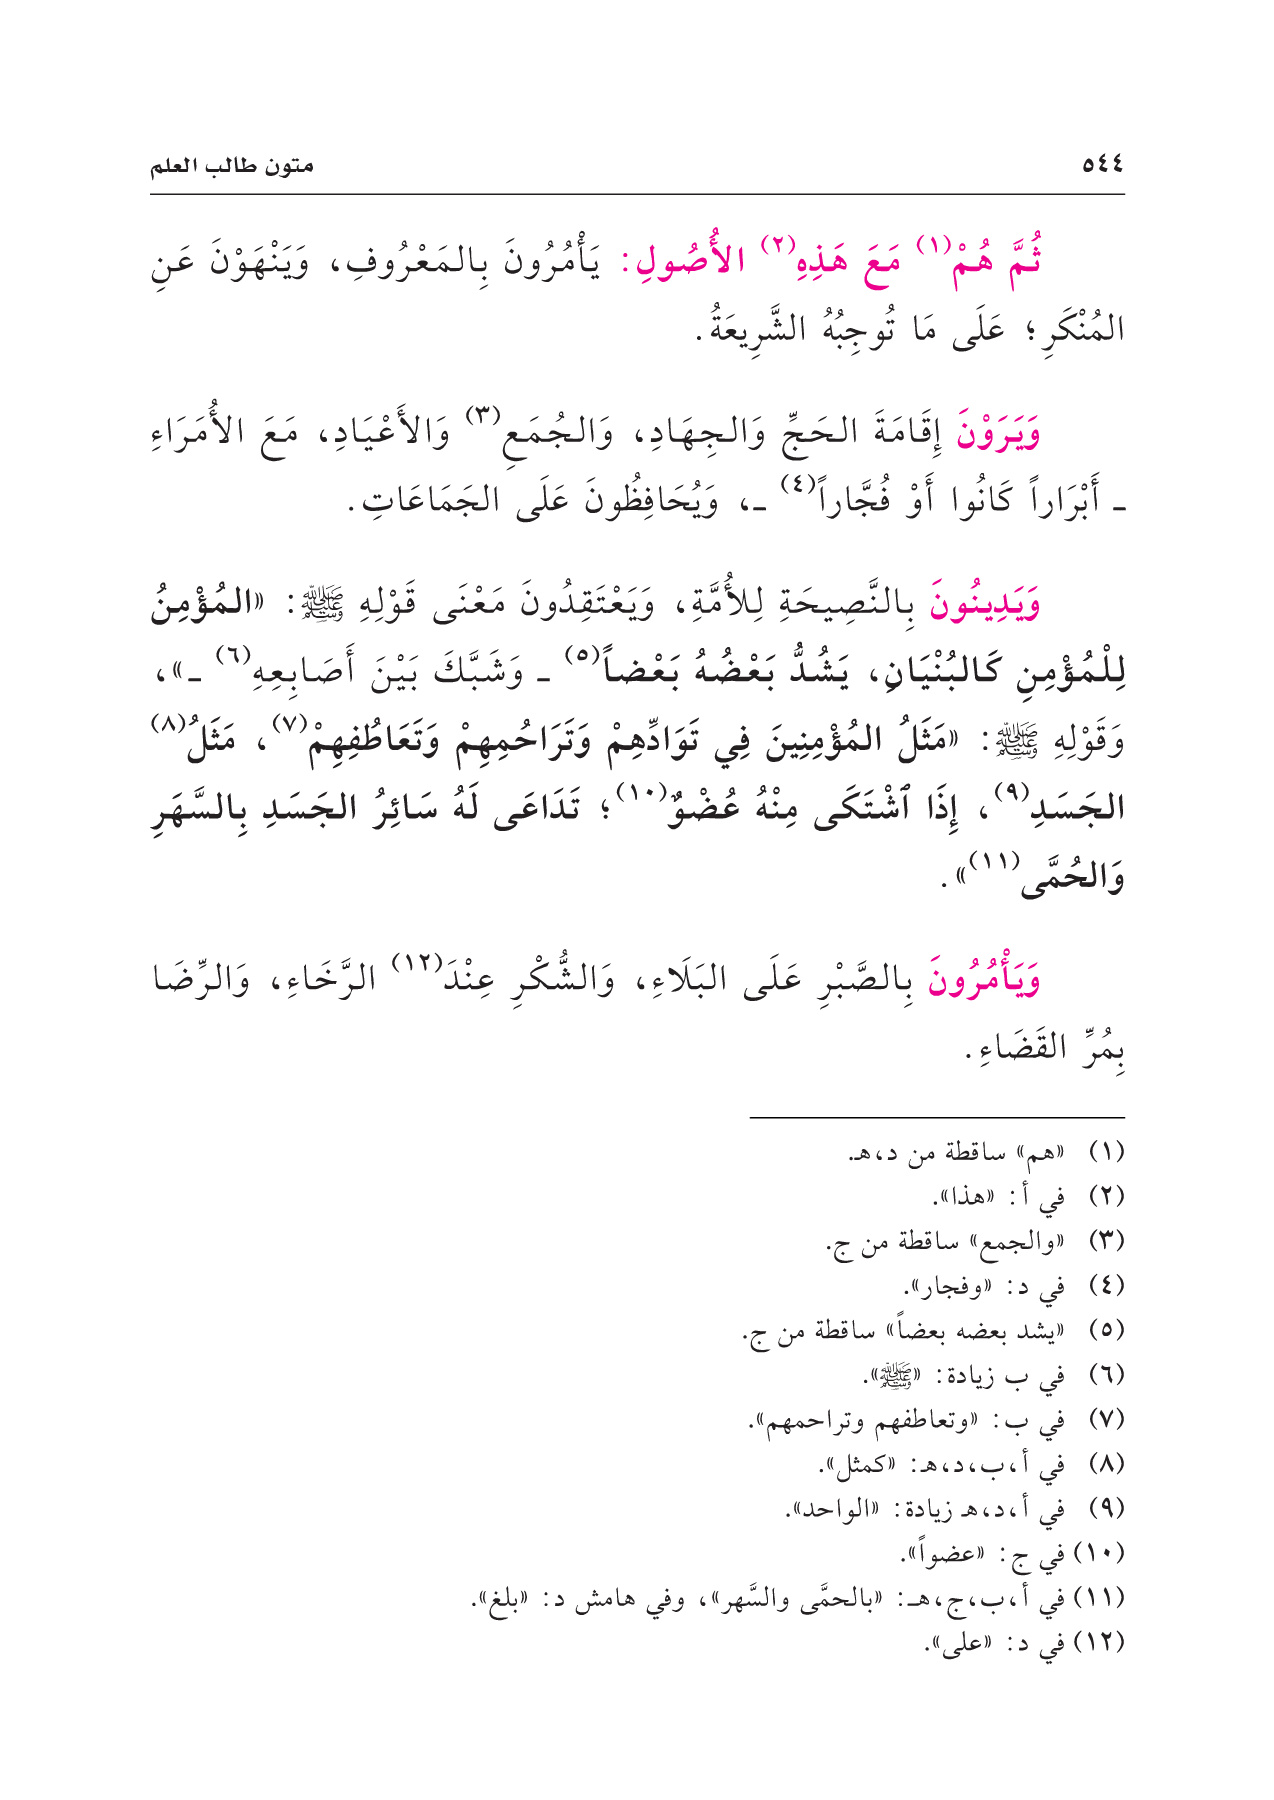 ٥٤٤ متون طالب العلم
ثُمَّ هُمْ(١) مَعَ هَذِهِ(٢) الأُصُولِ: يَأْمُرُونَ بِالمَعْرُوفِ، وَيَنْهَوْنَ عَنِ
المُنْكَرِ؛ عَلَى مَا تُوجِبُهُ الشَّرِيعَةُ.
وَيَرَوْنَ إِقَامَةَ الحَجِّ وَالجِهَادِ، وَالجُمَعِ(٣) وَالأَعْيَادِ، مَعَ الأُمَرَاءِ
ـ أَبْرَاراً كَانُوا أَوْ فُجَّاراً(٤) ـ، وَيُحَافِظُونَ عَلَى الجَمَاعَاتِ.
وَيَدِينُونَ بِالنَّصِيحَةِ لِلأُمَّةِ، وَيَعْتَقِدُونَ مَعْنَى قَوْلِهِ ﷺ: «المُؤْمِنُ
لِلْمُؤْمِنِ كَالبُنْيَانِ، يَشُدُّ بَعْضُهُ بَعْضاً(٥) ـ وَشَبَّكَ بَيْنَ أَصَابِعِهِ(٦) ـ»،
وَقَوْلِهِ ﷺ: «مَثَلُ المُؤْمِنِينَ فِي تَوَادِّهِمْ وَتَرَاحُمِهِمْ وَتَعَاطُفِهِمْ(٧)، مَثَلُ(٨)
الجَسَدِ(٩)، إِذَا ٱشْتَكَى مِنْهُ عُضْوٌ(١٠)؛ تَدَاعَى لَهُ سَائِرُ الجَسَدِ بِالسَّهَرِ
وَالحُمَّى(١١)».
وَيَأْمُرُونَ بِالصَّبْرِ عَلَى البَلَاءِ، وَالشُّكْرِ عِنْدَ(١٢) الرَّخَاءِ، وَالرِّضَا
بِمُرِّ القَضَاءِ.
(١) «هم» ساقطة من د، هـ.
(٢) في أ: «هذا».
(٣) «والجمع» ساقطة من ج.
(٤) في د: «وفجار».
(٥) «يشد بعضه بعضاً» ساقطة من ج.
(٦) في ب زيادة: «ﷺ».
(٧) في ب: «وتعاطفهم وتراحمهم».
(٨) في أ، ب، د، هـ: «كمثل».
(٩) في أ، د، هـ زيادة: «الواحد».
(١٠) في ج: «عضواً».
(١١) في أ، ب، ج، هـ: «بالحمَّى والسَّهر»، وفي هامش د: «بلغ».
(١٢) في د: «على».